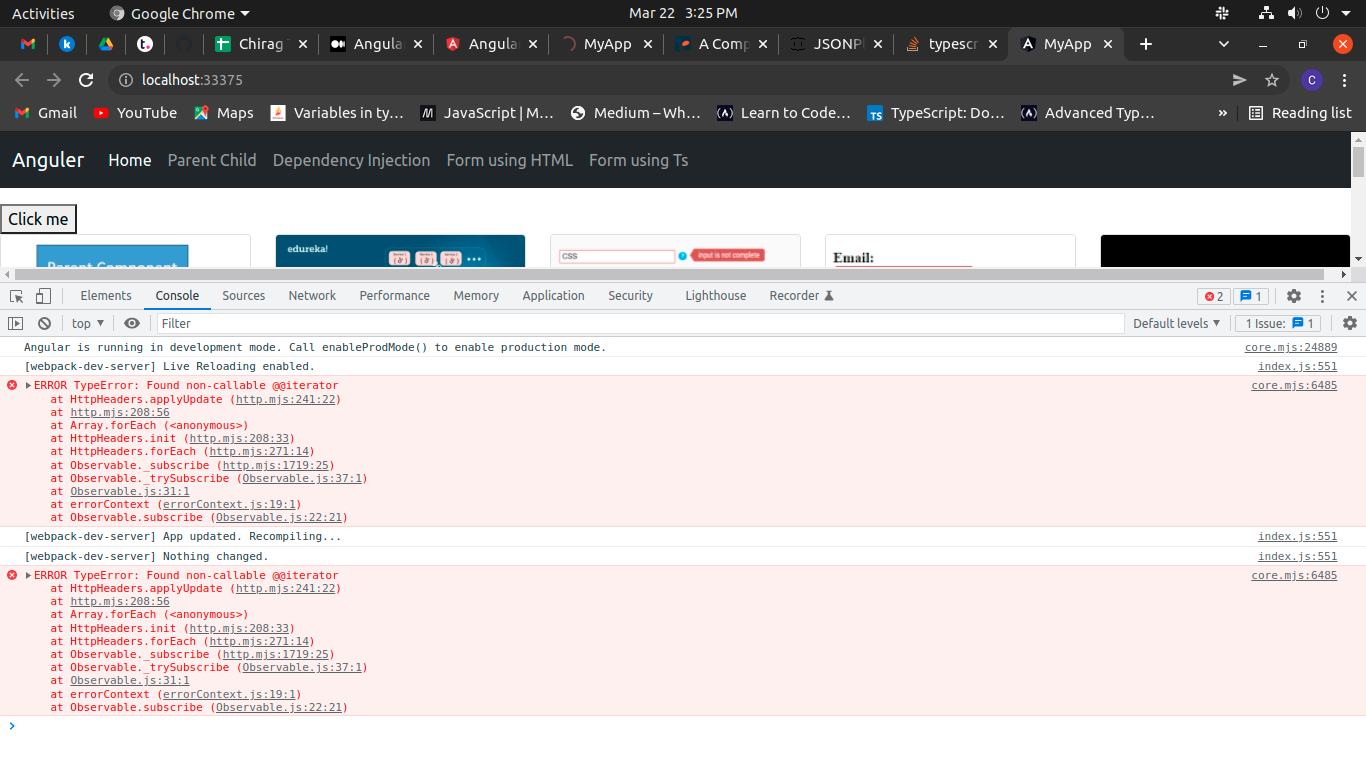 Activities Google Chrome Mar 22 3:25 PM
Chirag Angula Angula MyApp A Comp JSONPl typescr MyApp
localhost:33375 C
Gmail YouTube Maps Variables in ty… JavaScript | M… Medium – Wh… Learn to Code… TypeScript: Do… Advanced Typ… » Reading list
Anguler Home Parent Child Dependency Injection Form using HTML Form using Ts
Click me
Parent Component edureka! css input is not complete Email:
Elements Console Sources Network Performance Memory Application Security Lighthouse Recorder 2 1
top Filter Default levels 1 Issue: 1
Angular is running in development mode. Call enableProdMode() to enable production mode. core.mjs:24889
[webpack-dev-server] Live Reloading enabled. index.js:551
ERROR TypeError: Found non-callable @@iterator core.mjs:6485
at HttpHeaders.applyUpdate (http.mjs:241:22)
at http.mjs:208:56
at Array.forEach (<anonymous>)
at HttpHeaders.init (http.mjs:208:33)
at HttpHeaders.forEach (http.mjs:271:14)
at Observable._subscribe (http.mjs:1719:25)
at Observable._trySubscribe (Observable.js:37:1)
at Observable.js:31:1
at errorContext (errorContext.js:19:1)
at Observable.subscribe (Observable.js:22:21)
[webpack-dev-server] App updated. Recompiling... index.js:551
[webpack-dev-server] Nothing changed. index.js:551
ERROR TypeError: Found non-callable @@iterator core.mjs:6485
at HttpHeaders.applyUpdate (http.mjs:241:22)
at http.mjs:208:56
at Array.forEach (<anonymous>)
at HttpHeaders.init (http.mjs:208:33)
at HttpHeaders.forEach (http.mjs:271:14)
at Observable._subscribe (http.mjs:1719:25)
at Observable._trySubscribe (Observable.js:37:1)
at Observable.js:31:1
at errorContext (errorContext.js:19:1)
at Observable.subscribe (Observable.js:22:21)